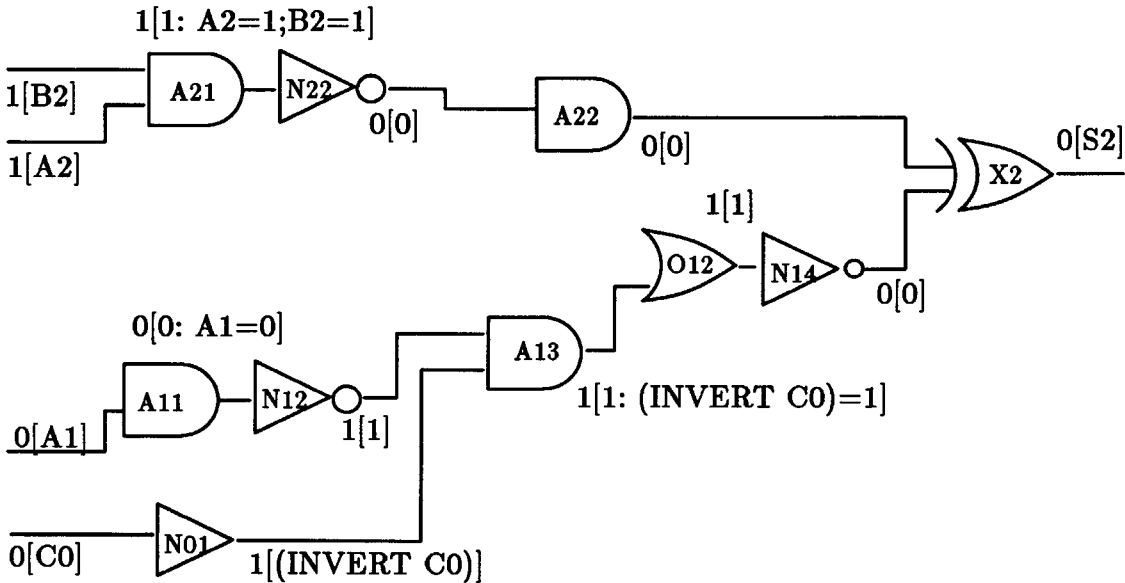 1[1: A2=1;B2=1]
A21
N22
1[B2]
0[0]
A22
0[0]
1[A2]
X2
0[S2]
1[1]
O12
N14
0[0]
0[0: A1=0]
A13
A11
N12
1[1: (INVERT C0)=1]
1[1]
0[A1]
N01
0[C0]
1[(INVERT C0)]